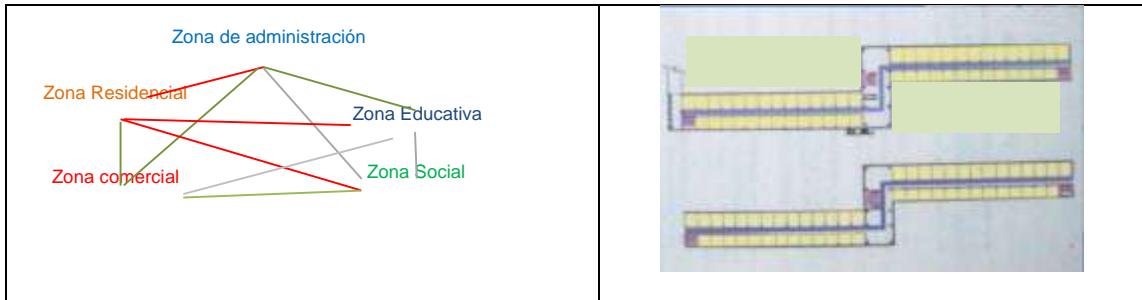 Zona de administración
Zona Residencial
Zona Educativa
Zona comercial
Zona Social